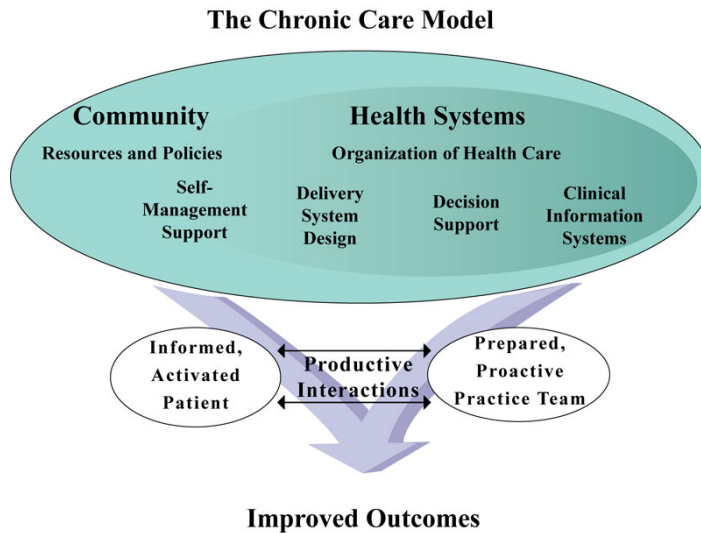 The Chronic Care Model
Community
Health Systems
Resources and Policies
Organization of Health Care
Self-
Management
Support
Delivery
System
Design
Decision
Support
Clinical
Information
Systems
Informed,
Activated
Patient
Productive
Interactions
Prepared,
Proactive
Practice Team
Improved Outcomes